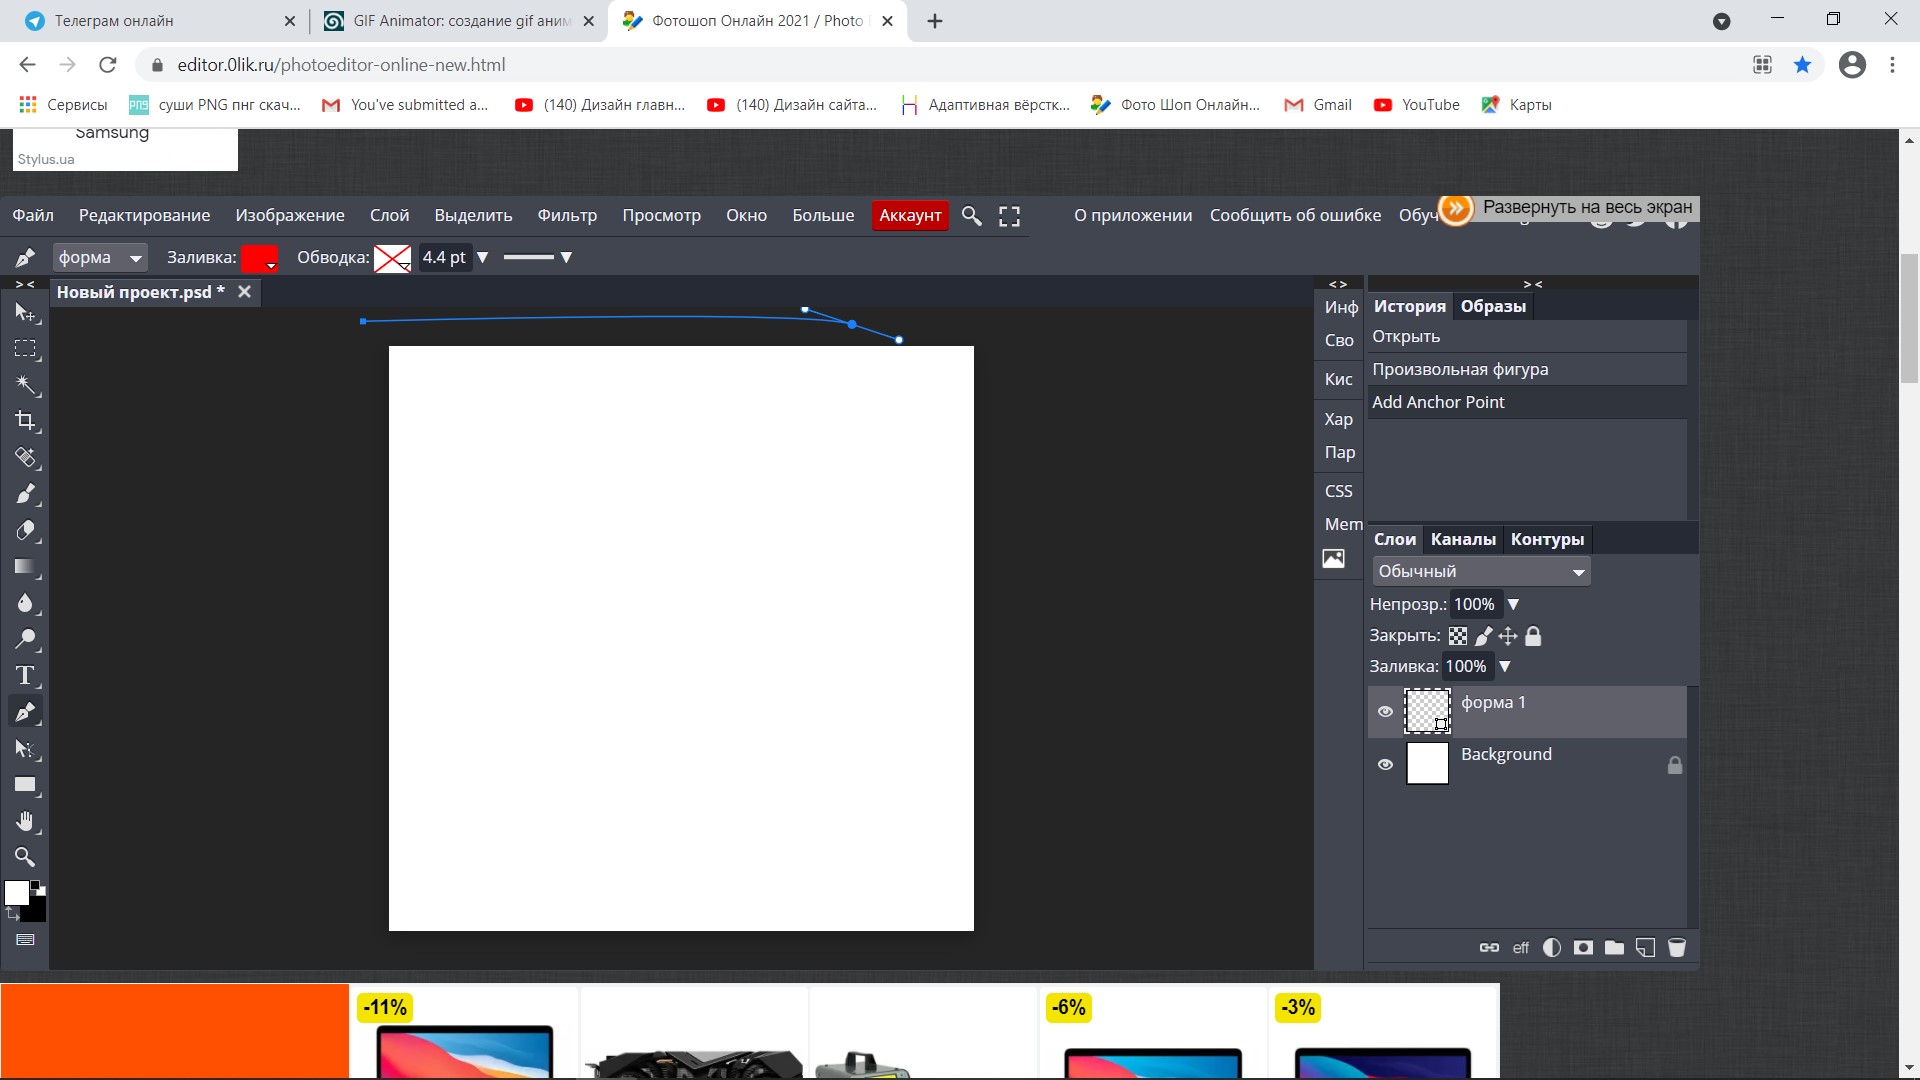 Телеграм онлайн
GIF Animator: создание gif аним
Фотошоп Онлайн 2021 / Photo
editor.0lik.ru/photoeditor-online-new.html
Сервисы
PNG
суши PNG пнг скач...
You've submitted a...
(140) Дизайн главн...
(140) Дизайн сайта...
Адаптивная вёрстк...
Фото Шоп Онлайн...
Gmail
YouTube
Карты
Samsung
Stylus.ua
Файл
Редактирование
Изображение
Слой
Выделить
Фильтр
Просмотр
Окно
Больше
Аккаунт
О приложении
Сообщить об ошибке
Обуч
Развернуть на весь экран
форма
Заливка:
Обводка:
4.4 pt
> <
Новый проект.psd *
< >
> <
Инф
Сво
Кис
Хар
Пар
CSS
Mem
История
Образы
Открыть
Произвольная фигура
Add Anchor Point
Слои
Каналы
Контуры
Обычный
Непрозр.: 100%
Закрыть:
Заливка: 100%
форма 1
Background
eff
-11%
-6%
-3%